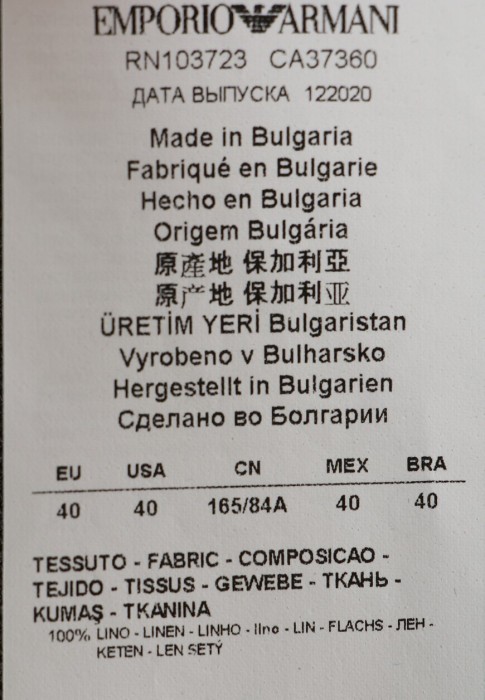 EMPORIO ARMANI
RN103723 CA37360
ДАТА ВЫПУСКА 122020
Made in Bulgaria
Fabriqué en Bulgarie
Hecho en Bulgaria
Origem Bulgária
原產地 保加利亞
原产地 保加利亚
ÜRETİM YERİ Bulgaristan
Vyrobeno v Bulharsko
Hergestellt in Bulgarien
Сделано во Болгарии
EU USA CN MEX BRA
40 40 165/84A 40 40
TESSUTO - FABRIC - COMPOSICAO -
TEJIDO - TISSUS - GEWEBE - ТКАНЬ -
KUMAŞ - TKANINA
100% LINO - LINEN - LINHO - lino - LIN - FLACHS - ЛЕН -
KETEN - LEN SETÝ